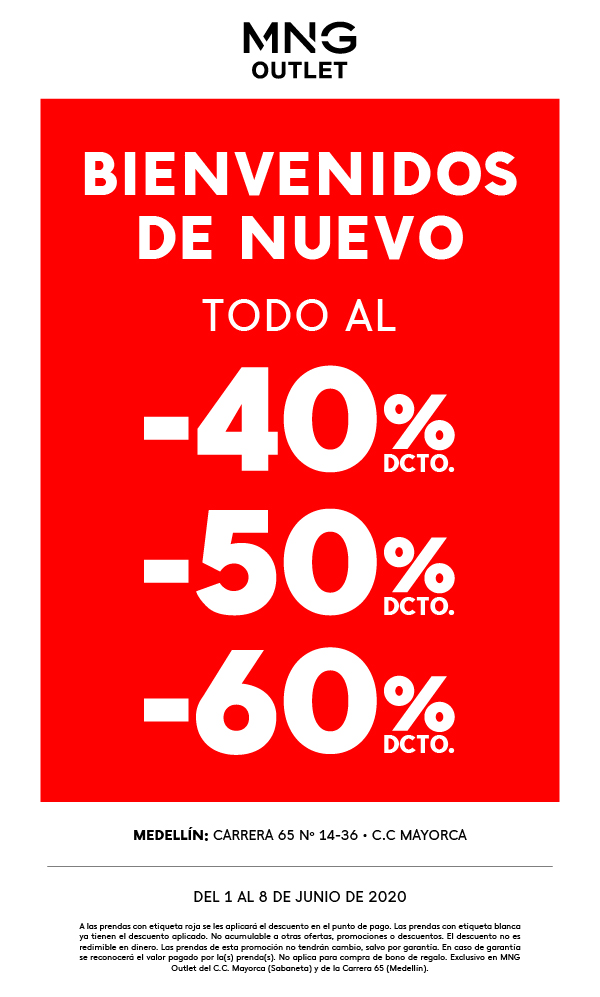 MNG
OUTLET
BIENVENIDOS
DE NUEVO
TODO AL
-40%
DCTO.
-50%
DCTO.
-60%
DCTO.
MEDELLÍN: CARRERA 65 Nº 14-36 • C.C MAYORCA
DEL 1 AL 8 DE JUNIO DE 2020
A las prendas con etiqueta roja se les aplicará el descuento en el punto de pago. Las prendas con etiqueta blanca
ya tienen el descuento aplicado. No acumulable a otras ofertas, promociones o descuentos. El descuento no es
redimible en dinero. Las prendas de esta promoción no tendrán cambio, salvo por garantía. En caso de garantía
se reconocerá el valor pagado por la(s) prenda(s). No aplica para compra de bono de regalo. Exclusivo en MNG
Outlet del C.C. Mayorca (Sabaneta) y de la Carrera 65 (Medellín).